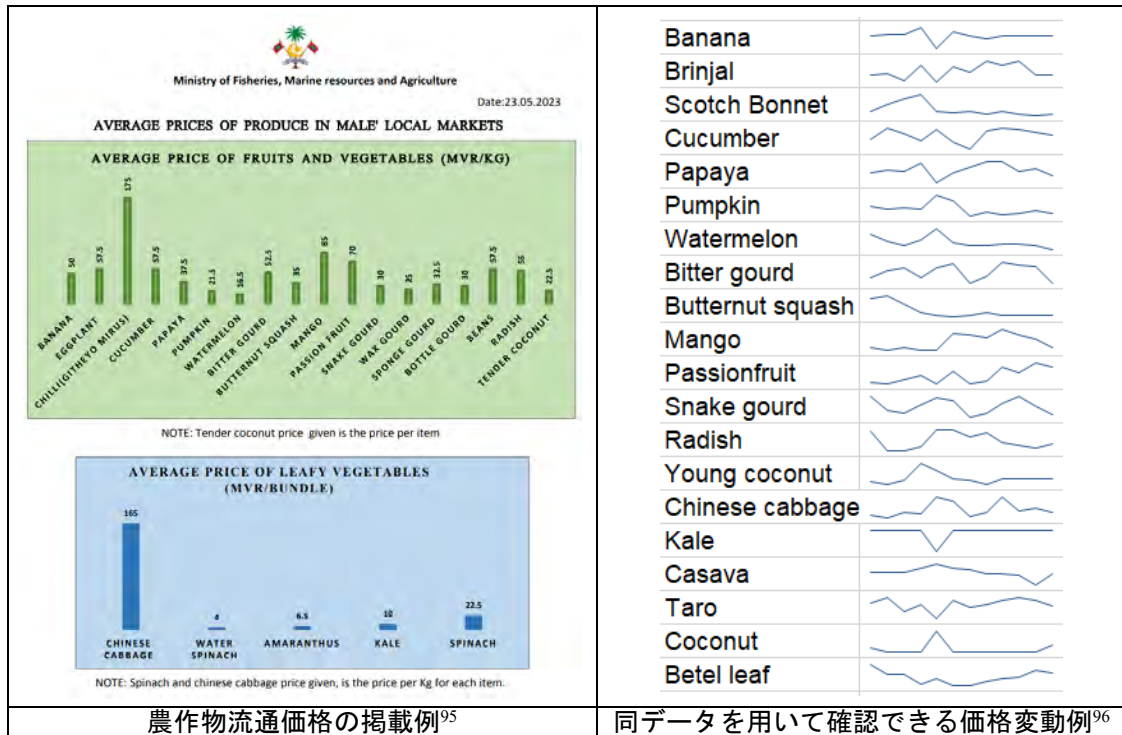 Ministry of Fisheries, Marine resources and Agriculture
Date:23.05.2023
AVERAGE PRICES OF PRODUCE IN MALE' LOCAL MARKETS
AVERAGE PRICE OF FRUITS AND VEGETABLES (MVR/KG)
50
57.5
175
57.5
37.5
21.5
16.5
52.5
35
85
70
30
25
32.5
30
57.5
55
22.5
BANANA
EGGPLANT
CHILLI(GITHEYO MIRUS)
CUCUMBER
PAPAYA
PUMPKIN
WATERMELON
BITTER GOURD
BUTTERNUT SQUASH
MANGO
PASSION FRUIT
SNAKE GOURD
WAX GOURD
SPONGE GOURD
BOTTLE GOURD
BEANS
RADISH
TENDER COCONUT
NOTE: Tender coconut price given is the price per item
AVERAGE PRICE OF LEAFY VEGETABLES
(MVR/BUNDLE)
165
4
6.5
10
22.5
CHINESE CABBAGE
WATER SPINACH
AMARANTHUS
KALE
SPINACH
NOTE: Spinach and chinese cabbage price given, is the price per Kg for each item.
農作物流通価格の掲載例95
Banana
Brinjal
Scotch Bonnet
Cucumber
Papaya
Pumpkin
Watermelon
Bitter gourd
Butternut squash
Mango
Passionfruit
Snake gourd
Radish
Young coconut
Chinese cabbage
Kale
Casava
Taro
Coconut
Betel leaf
同データを用いて確認できる価格変動例96